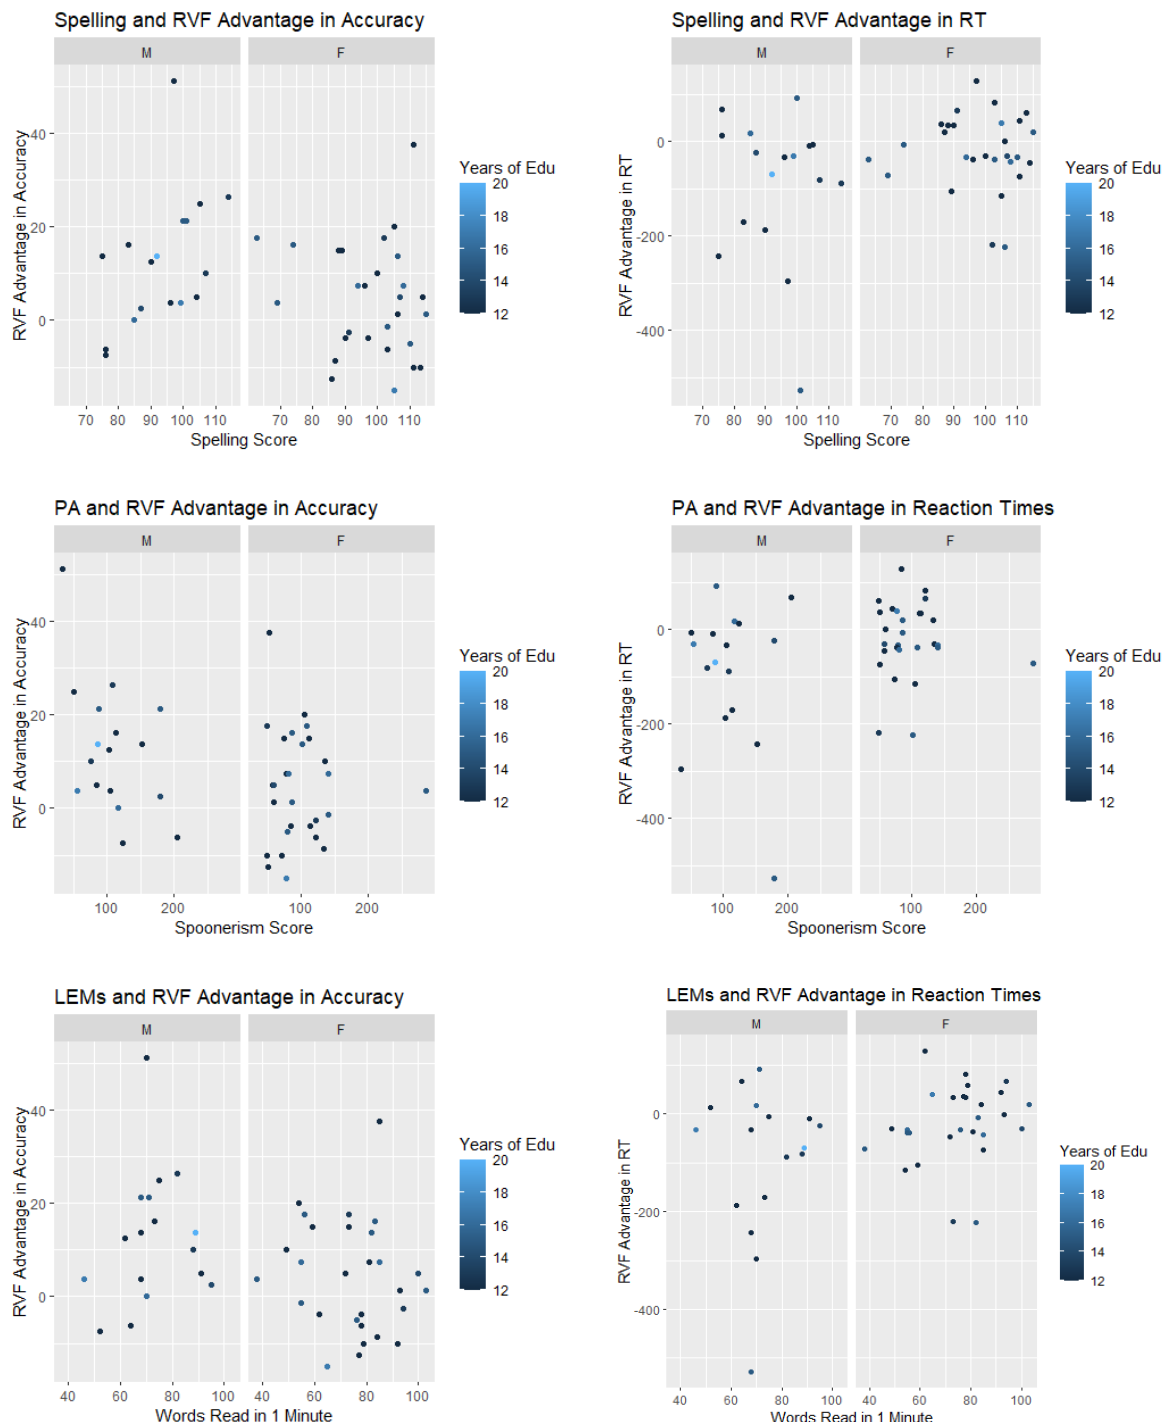 Spelling and RVF Advantage in Accuracy
M F
RVF Advantage in Accuracy
40
20
0
70 80 90 100 110 70 80 90 100 110
Spelling Score
Years of Edu
20
18
16
14
12
Spelling and RVF Advantage in RT
M F
RVF Advantage in RT
0
-200
-400
70 80 90 100 110 70 80 90 100 110
Spelling Score
Years of Edu
20
18
16
14
12
PA and RVF Advantage in Accuracy
M F
RVF Advantage in Accuracy
40
20
0
100 200 100 200
Spoonerism Score
Years of Edu
20
18
16
14
12
PA and RVF Advantage in Reaction Times
M F
RVF Advantage in RT
0
-200
-400
100 200 100 200
Spoonerism Score
Years of Edu
20
18
16
14
12
LEMs and RVF Advantage in Accuracy
M F
RVF Advantage in Accuracy
40
20
0
40 60 80 100 40 60 80 100
Words Read in 1 Minute
Years of Edu
20
18
16
14
12
LEMs and RVF Advantage in Reaction Times
M F
RVF Advantage in RT
0
-200
-400
40 60 80 100 40 60 80 100
Words Read in 1 Minute
Years of Edu
20
18
16
14
12